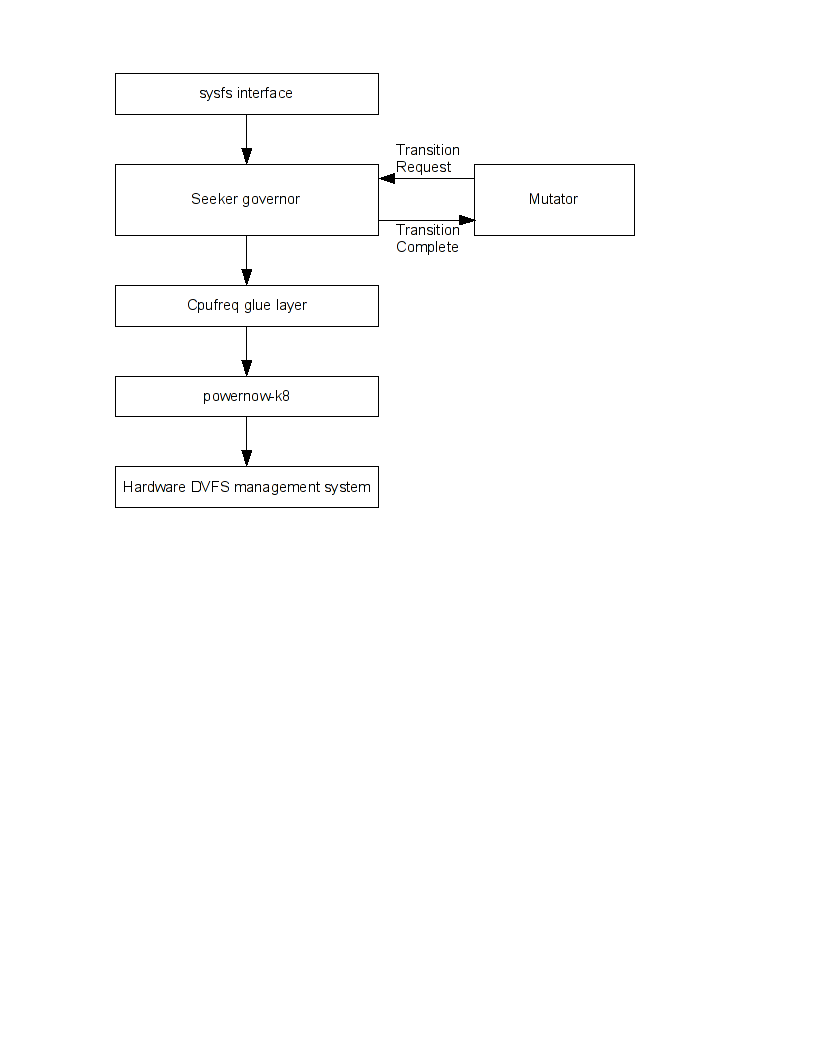 sysfs interface
Transition
Request
Seeker governor
Mutator
Transition
Complete
Cpufreq glue layer
powernow-k8
Hardware DVFS management system